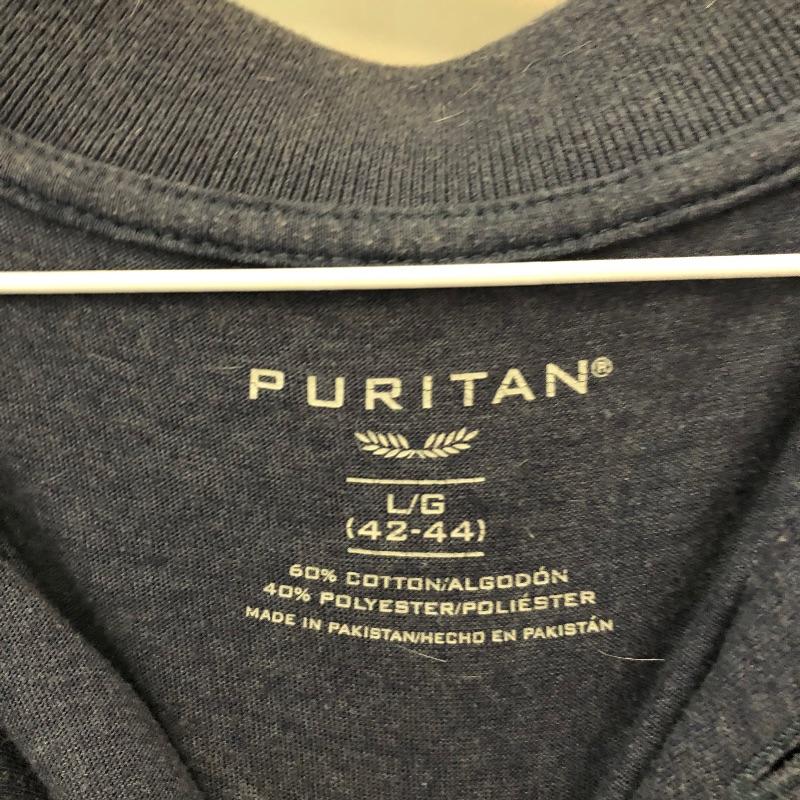 PURITAN®
L/G
(42-44)
60% COTTON/ALGODÓN
40% POLYESTER/POLIÉSTER
MADE IN PAKISTAN/HECHO EN PAKISTÁN